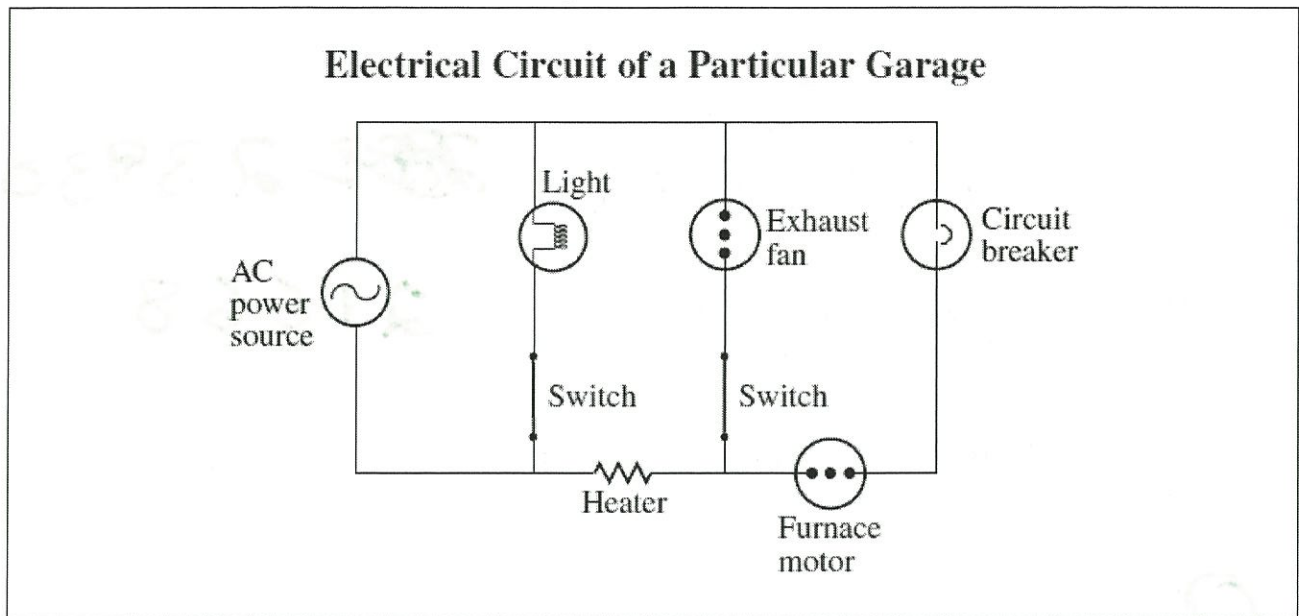 Electrical Circuit of a Particular Garage
Light
Exhaust
fan
Circuit
breaker
AC
power
source
Switch
Switch
Heater
Furnace
motor